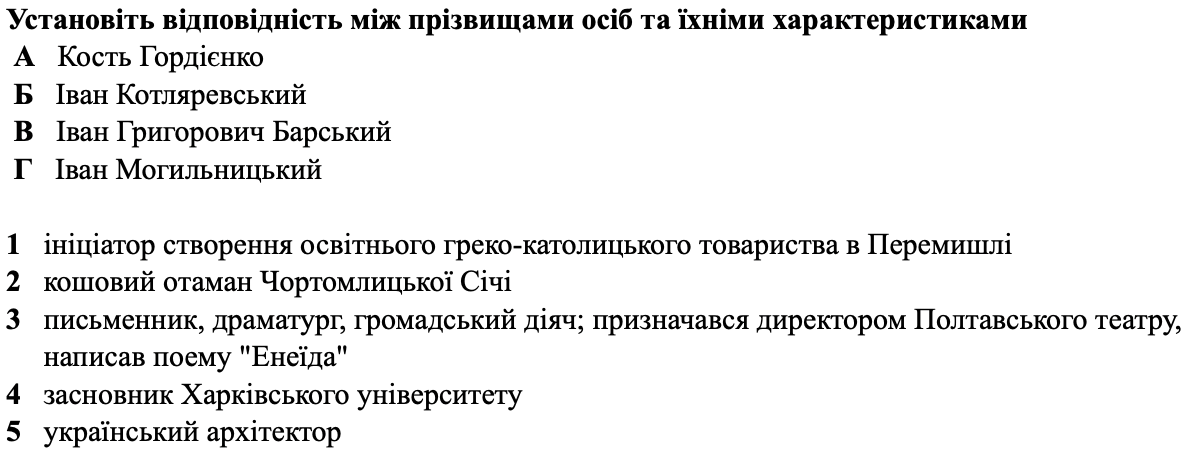 Установіть відповідність між прізвищами осіб та їхніми характеристиками
А Кость Гордієнко
Б Іван Котляревський
В Іван Григорович Барський
Г Іван Могильницький
1 ініціатор створення освітнього греко-католицького товариства в Перемишлі
2 кошовий отаман Чортомлицької Січі
3 письменник, драматург, громадський діяч; призначався директором Полтавського театру,
написав поему "Енеїда"
4 засновник Харківського університету
5 український архітектор